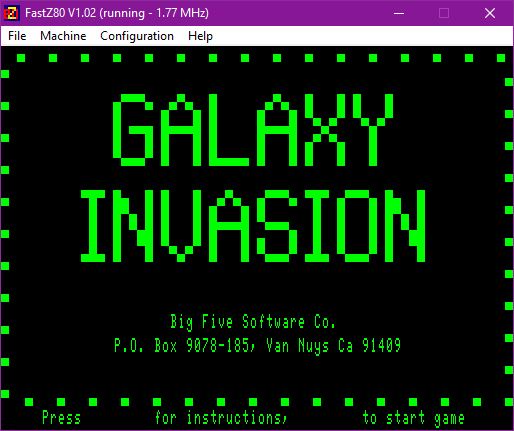 FastZ80 V1.02 (running - 1.77 MHz)
File Machine Configuration Help
GALAXY
INVASION
Big Five Software Co.
P.O. Box 9078-185, Van Nuys Ca 91409
Press for instructions, to start game